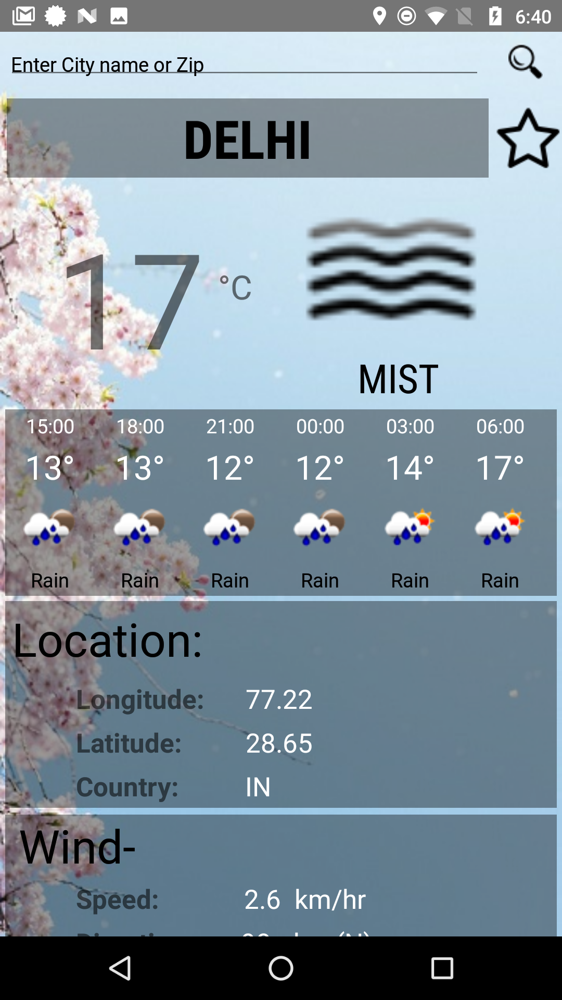 6:40
Enter City name or Zip
DELHI
17 °C
MIST
15:00 18:00 21:00 00:00 03:00 06:00
13° 13° 12° 12° 14° 17°
Rain Rain Rain Rain Rain Rain
Location:
Longitude: 77.22
Latitude: 28.65
Country: IN
Wind-
Speed: 2.6 km/hr